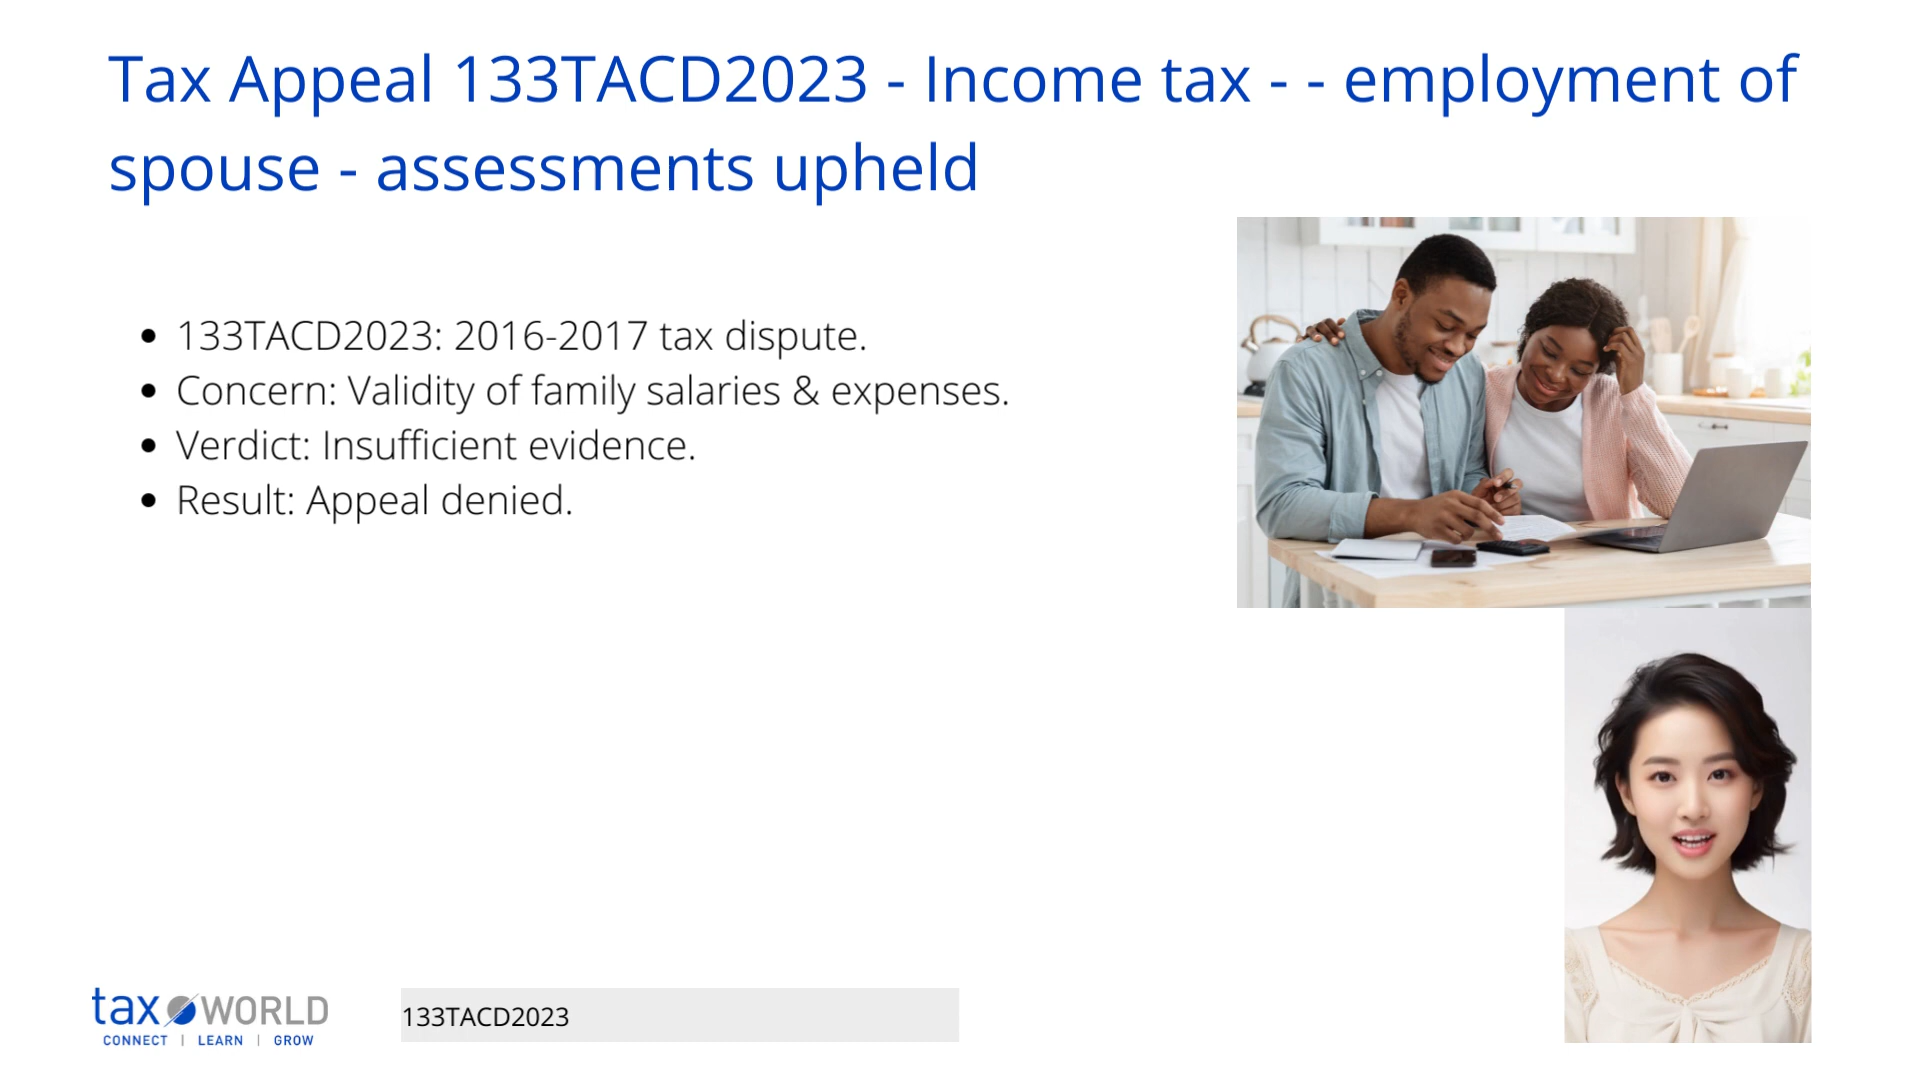 Tax Appeal 133TACD2023 - Income tax - - employment of
spouse - assessments upheld
• 133TACD2023: 2016-2017 tax dispute.
• Concern: Validity of family salaries & expenses.
• Verdict: Insufficient evidence.
• Result: Appeal denied.
tax WORLD
CONNECT | LEARN | GROW
133TACD2023